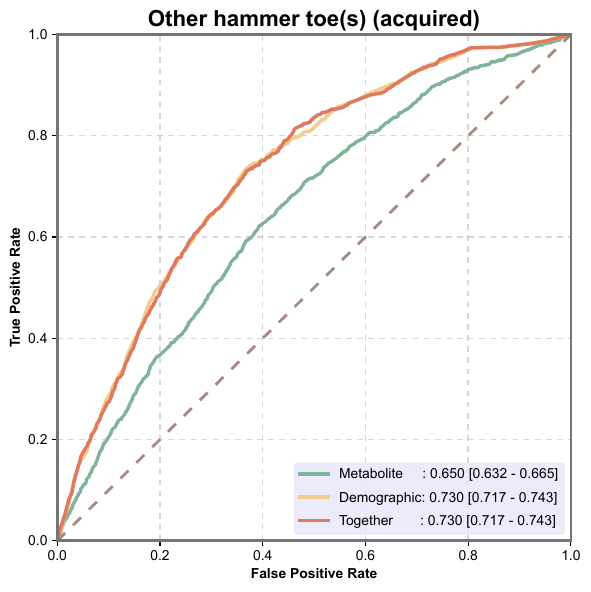 Other hammer toe(s) (acquired)
True Positive Rate
1.0
0.8
0.6
0.4
0.2
0.0
Metabolite : 0.650 [0.632 - 0.665]
Demographic: 0.730 [0.717 - 0.743]
Together : 0.730 [0.717 - 0.743]
0.0 0.2 0.4 0.6 0.8 1.0
False Positive Rate